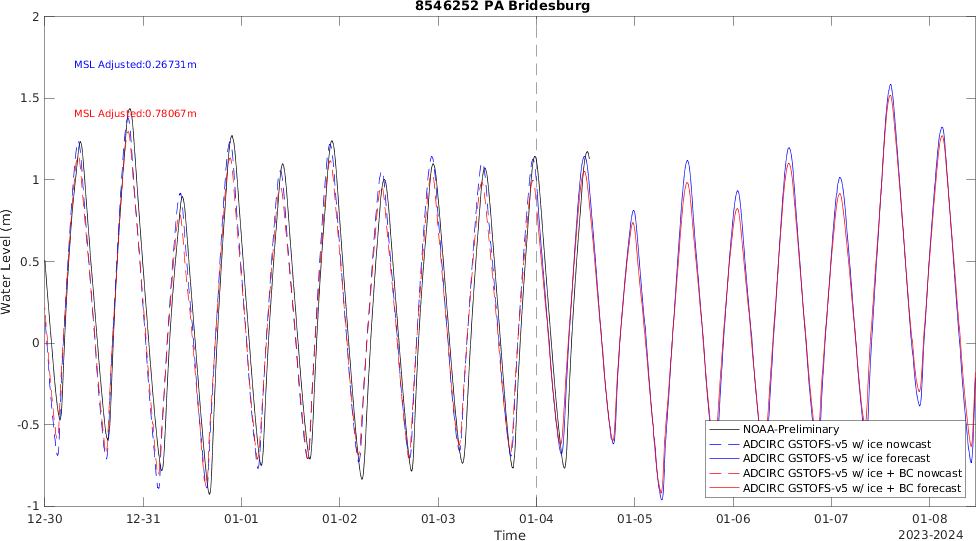 8546252 PA Bridesburg
2
MSL Adjusted:0.26731m
1.5
MSL Adjusted:0.78067m
1
0.5
0
-0.5
-1
Water Level (m)
NOAA-Preliminary
ADCIRC GSTOFS-v5 w/ ice nowcast
ADCIRC GSTOFS-v5 w/ ice forecast
ADCIRC GSTOFS-v5 w/ ice + BC nowcast
ADCIRC GSTOFS-v5 w/ ice + BC forecast
12-30 12-31 01-01 01-02 01-03 01-04 01-05 01-06 01-07 01-08
Time
2023-2024